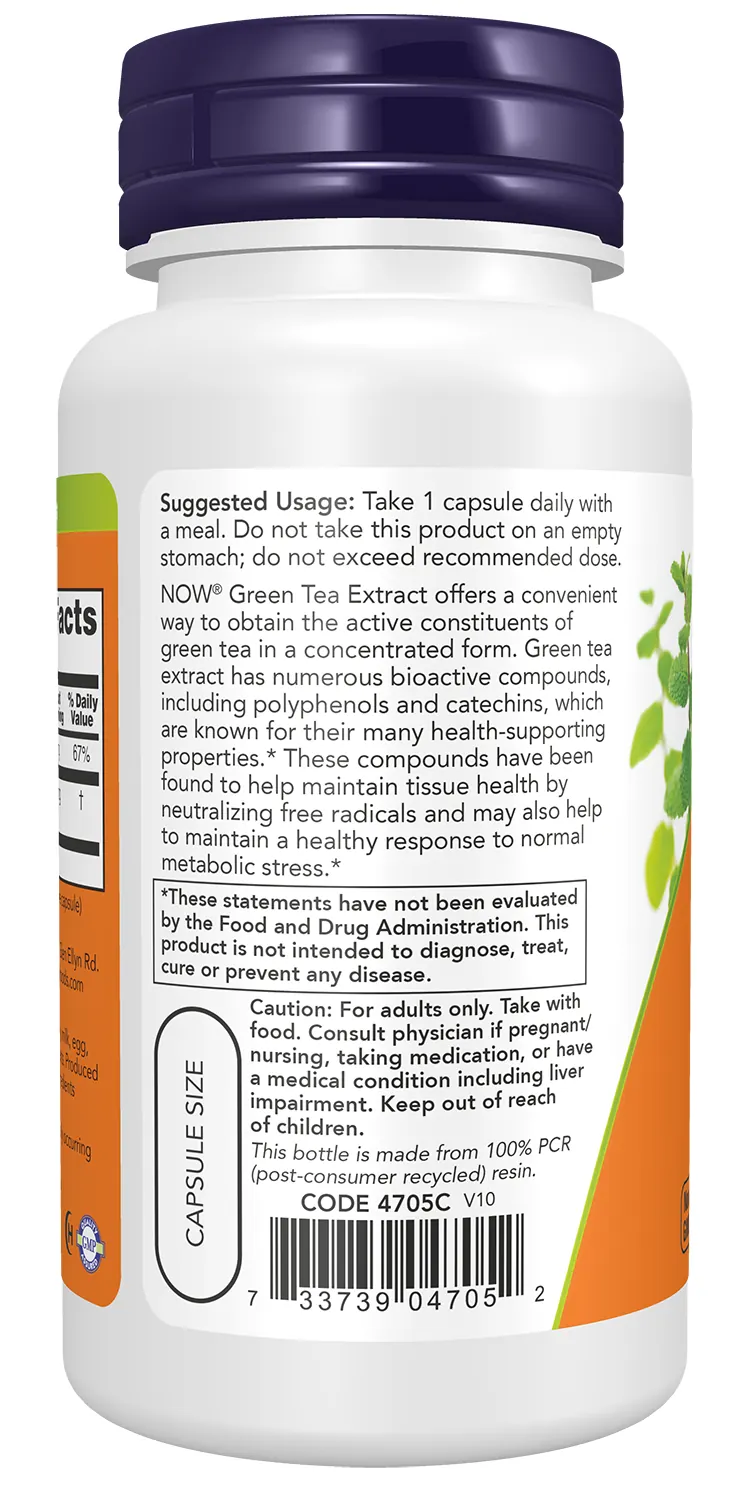 Suggested Usage: Take 1 capsule daily with
a meal. Do not take this product on an empty
stomach; do not exceed recommended dose.
NOW® Green Tea Extract offers a convenient
way to obtain the active constituents of
green tea in a concentrated form. Green tea
extract has numerous bioactive compounds,
including polyphenols and catechins, which
are known for their many health-supporting
properties.* These compounds have been
found to help maintain tissue health by
neutralizing free radicals and may also help
to maintain a healthy response to normal
metabolic stress.*
*These statements have not been evaluated
by the Food and Drug Administration. This
product is not intended to diagnose, treat,
cure or prevent any disease.
CAPSULE SIZE
Caution: For adults only. Take with
food. Consult physician if pregnant/
nursing, taking medication, or have
a medical condition including liver
impairment. Keep out of reach
of children.
This bottle is made from 100% PCR
(post-consumer recycled) resin.
CODE 4705C V10
7 33739 04705 2
% Daily
Value
67%
†
Ellyn Rd.
milk, egg,
Produced
occurring
GMP